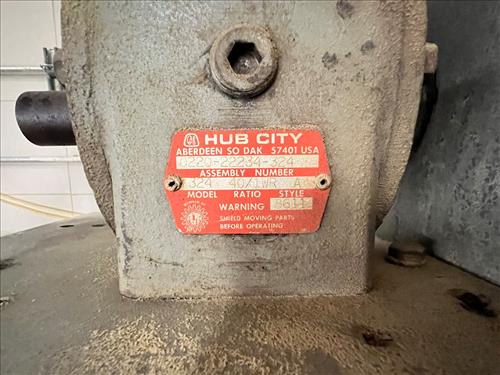 HUB CITY
ABERDEEN SO DAK 57401 USA
0220-22234-324
ASSEMBLY NUMBER
324 40/1WR A
MODEL RATIO STYLE
WARNING
SHIELD MOVING PARTS
BEFORE OPERATING